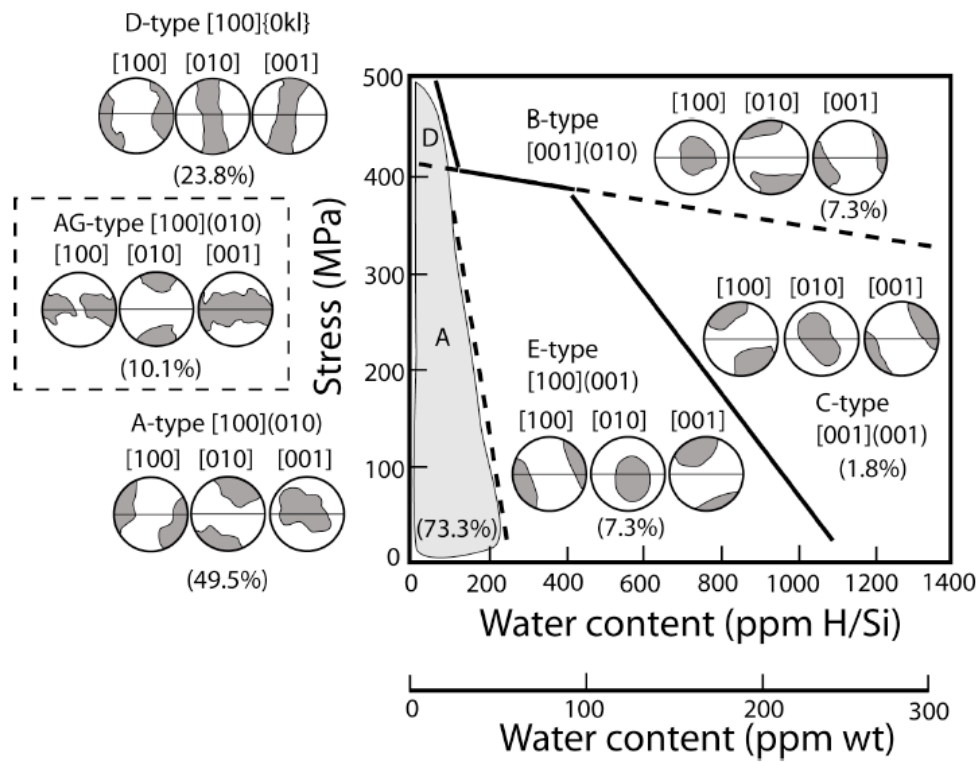 D-type [100]{0kl}
[100] [010] [001]
(23.8%)
AG-type [100](010)
[100] [010] [001]
(10.1%)
A-type [100](010)
[100] [010] [001]
(49.5%)
Stress (MPa)
500
400
300
200
100
0
D
A
(73.3%)
B-type
[001](010)
[100] [010] [001]
(7.3%)
E-type
[100](001)
[100] [010] [001]
(7.3%)
[100] [010] [001]
C-type
[001](001)
(1.8%)
0 200 400 600 800 1000 1200 1400
Water content (ppm H/Si)
0 100 200 300
Water content (ppm wt)